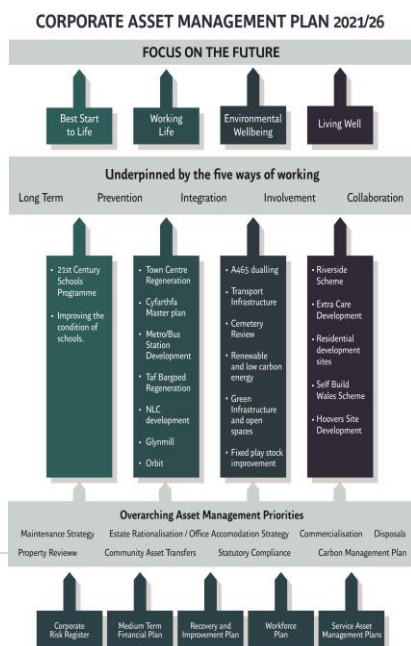 CORPORATE ASSET MANAGEMENT PLAN 2021/26
FOCUS ON THE FUTURE
Best Start
to Life
Working
Life
Environmental
Wellbeing
Living Well
Underpinned by the five ways of working
Long Term Prevention Integration Involvement Collaboration
• 21st Century
Schools
Programme
• Improving the
condition of
schools.
• Town Centre
Regeneration
• Cyfarthfa
Master plan
• Metro/Bus
Station
Development
• Taf Bargoed
Regeneration
• NLC
development
• Glynmill
• Orbit
• A465 dualling
• Transport
Infrastructure
• Cemetery
Review
• Renewable
and low carbon
energy
• Green
Infrastructure
and open
spaces
• Fixed play stock
improvement
• Riverside
Scheme
• Extra Care
Development
• Residential
development
sites
• Self Build
Wales Scheme
• Hoovers Site
Development
Overarching Asset Management Priorities
Maintenance Strategy Estate Rationalisation / Office Accomodation Strategy Commercialisation Disposals
Property Revieww Community Asset Transfers Statutory Compliance Carbon Management Plan
Corporate
Risk Register
Medium Term
Financial Plan
Recovery and
Improvement Plan
Workforce
Plan
Service Asset
Management Plans